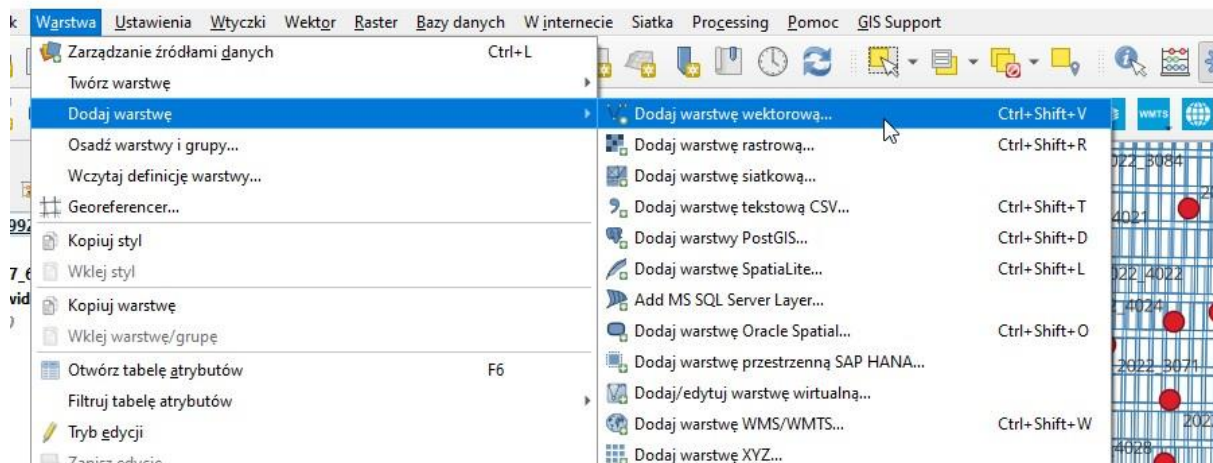 Warstwa Ustawienia Wtyczki Wektor Raster Bazy danych W internecie Siatka Processing Pomoc GIS Support
Zarządzanie źródłami danych Ctrl+L
Twórz warstwę
Dodaj warstwę
Osadź warstwy i grupy...
Wczytaj definicję warstwy...
Georeferencer...
Kopiuj styl
Wklej styl
Kopiuj warstwę
Wklej warstwę/grupę
Otwórz tabelę atrybutów F6
Filtruj tabelę atrybutów
Tryb edycji
Zapisz edycje
Dodaj warstwę wektorową... Ctrl+Shift+V
Dodaj warstwę rastrową... Ctrl+Shift+R
Dodaj warstwę siatkową...
Dodaj warstwę tekstową CSV... Ctrl+Shift+T
Dodaj warstwy PostGIS... Ctrl+Shift+D
Dodaj warstwę SpatiaLite... Ctrl+Shift+L
Add MS SQL Server Layer...
Dodaj warstwę Oracle Spatial... Ctrl+Shift+O
Dodaj warstwę przestrzenną SAP HANA...
Dodaj/edytuj warstwę wirtualną...
Dodaj warstwę WMS/WMTS... Ctrl+Shift+W
Dodaj warstwę XYZ...
WMTS
022_3084
4021
022_4022
_4024
2022_3071
4028